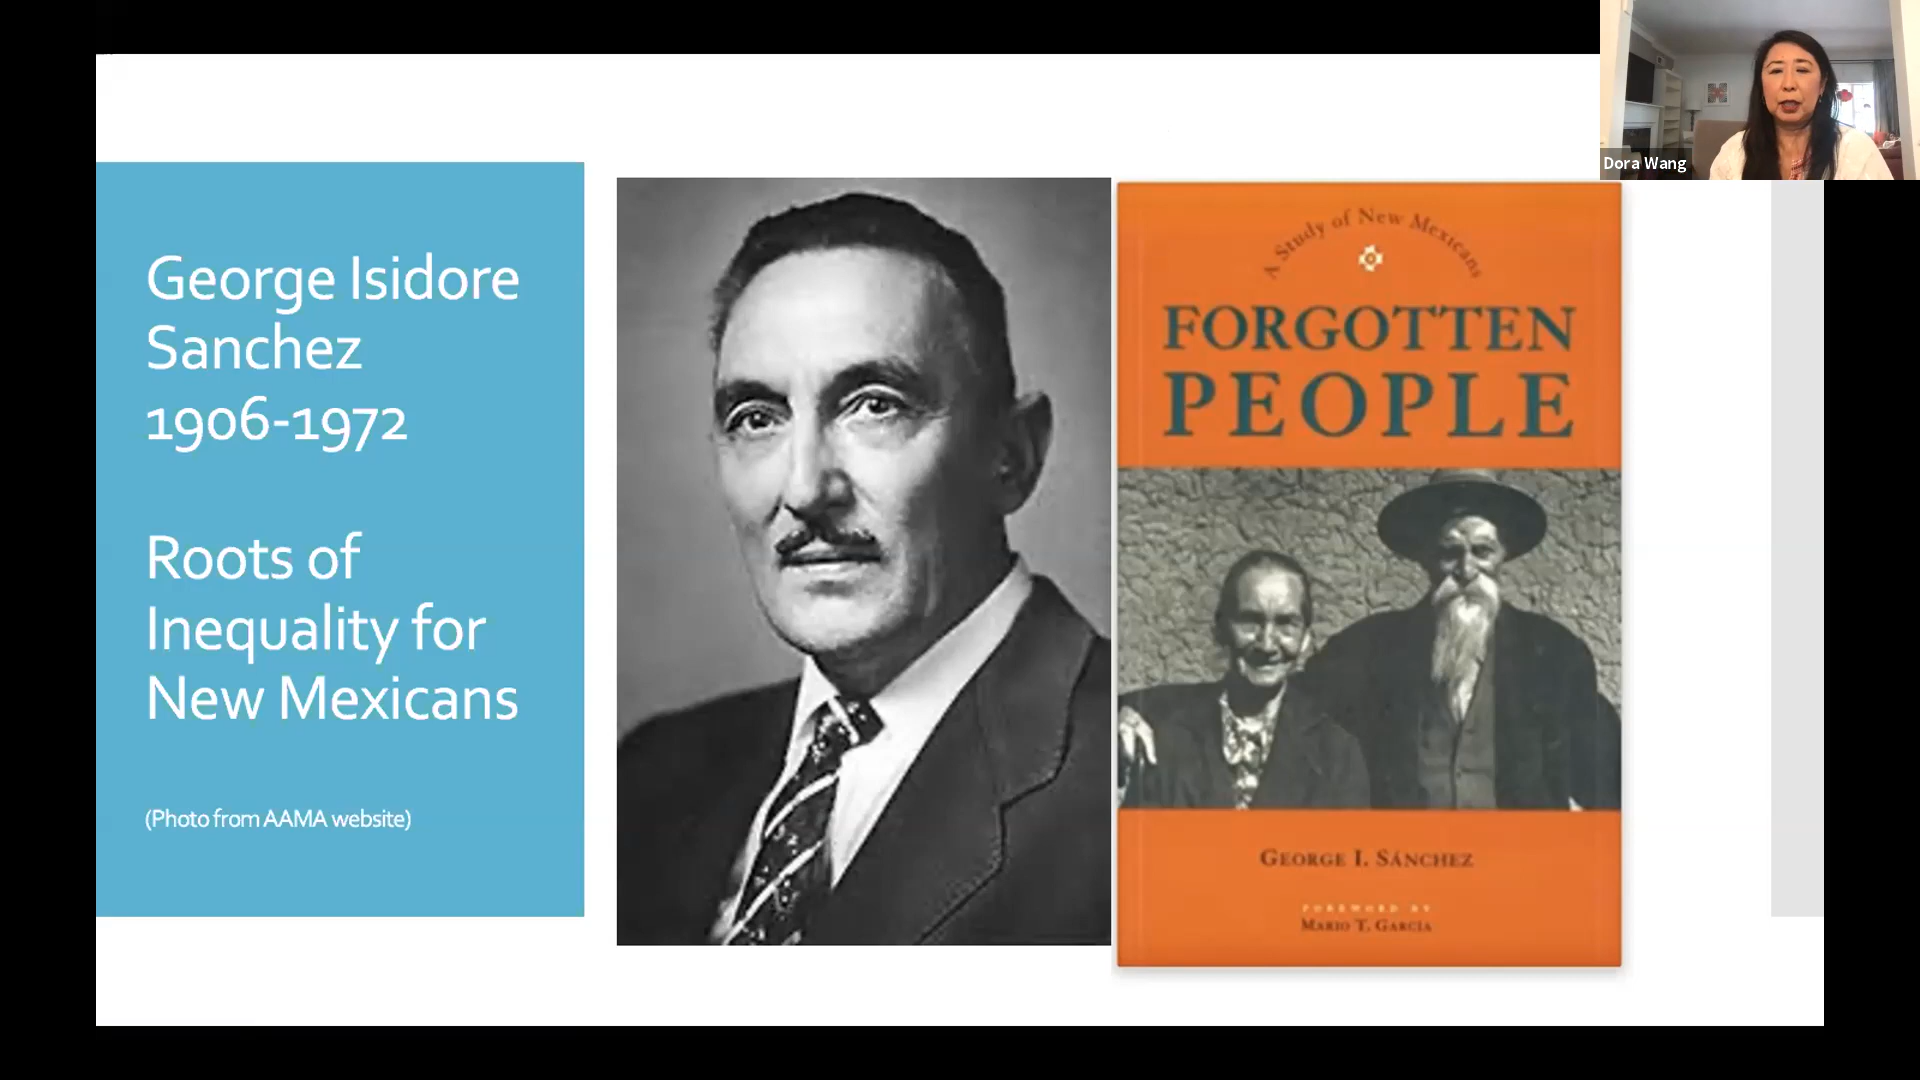 George Isidore
Sanchez
1906-1972
Roots of
Inequality for
New Mexicans
(Photo from AAMA website)
A Study of New Mexicans
FORGOTTEN
PEOPLE
GEORGE I. SÁNCHEZ
FOREWORD BY
MARIO T. GARCÍA
Dora Wang